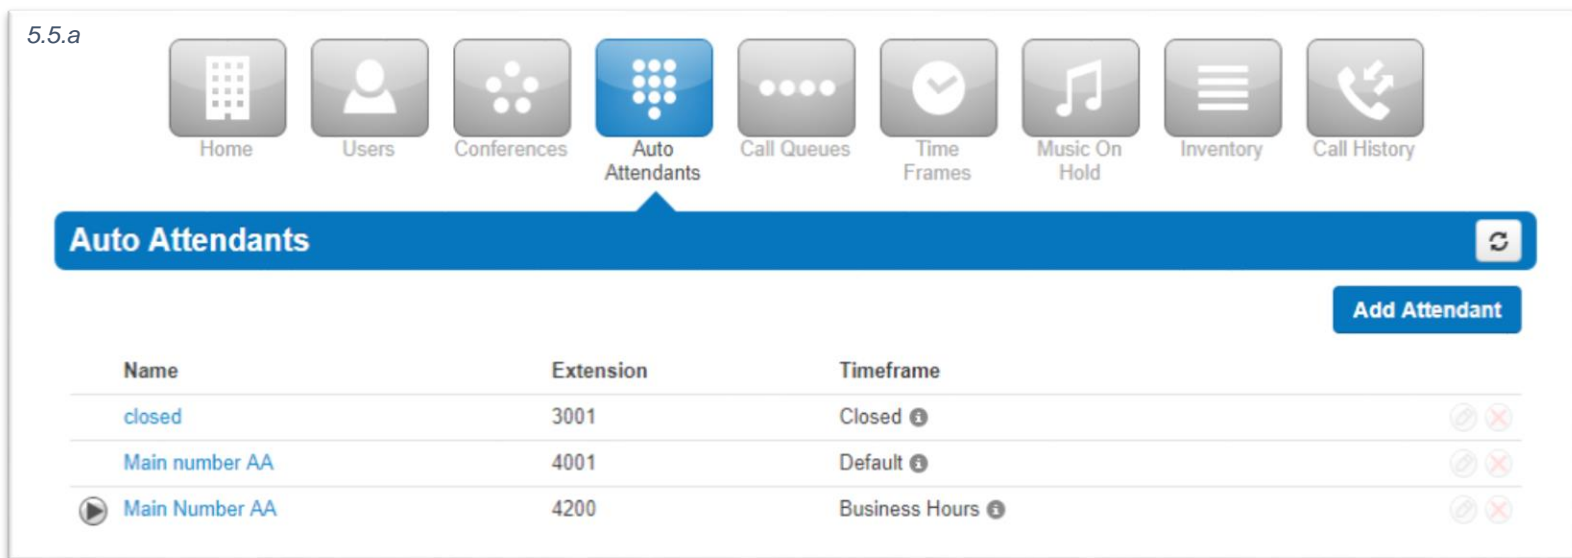 5.5.a
Home Users Conferences Auto Attendants Call Queues Time Frames Music On Hold Inventory Call History
Auto Attendants
Add Attendant
Name Extension Timeframe
closed 3001 Closed
Main number AA 4001 Default
Main Number AA 4200 Business Hours